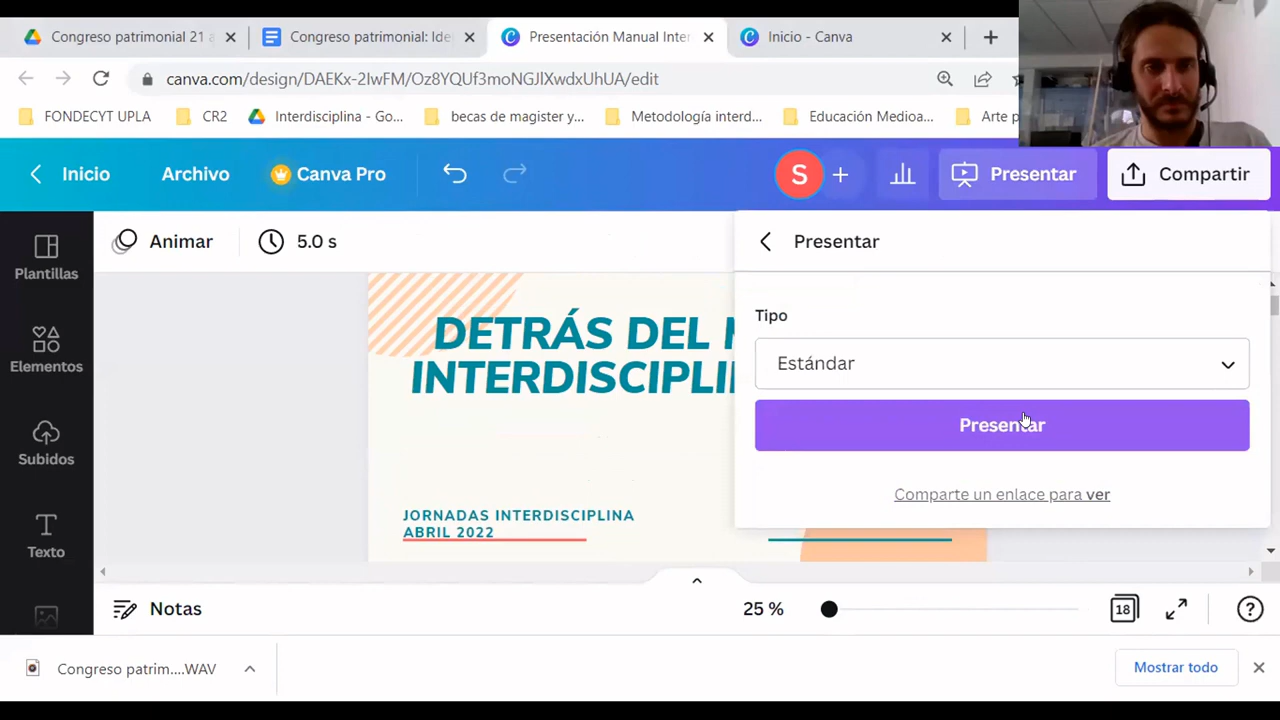 Congreso patrimonial 21 a
Congreso patrimonial: Ide
Presentación Manual Inter
Inicio - Canva
canva.com/design/DAEKx-2lwFM/Oz8YQUf3moNGJlXwdxUhUA/edit
FONDECYT UPLA
CR2
Interdisciplina - Go...
becas de magister y...
Metodología interd...
Educación Medioa...
Arte p
Inicio
Archivo
Canva Pro
S
Presentar
Compartir
Plantillas
Elementos
Subidos
Texto
Animar
5.0 s
Presentar
Tipo
Estándar
Presentar
Comparte un enlace para ver
DETRÁS DEL M
INTERDISCIPLI
JORNADAS INTERDISCIPLINA
ABRIL 2022
Notas
25 %
18
?
Congreso patrim....WAV
Mostrar todo